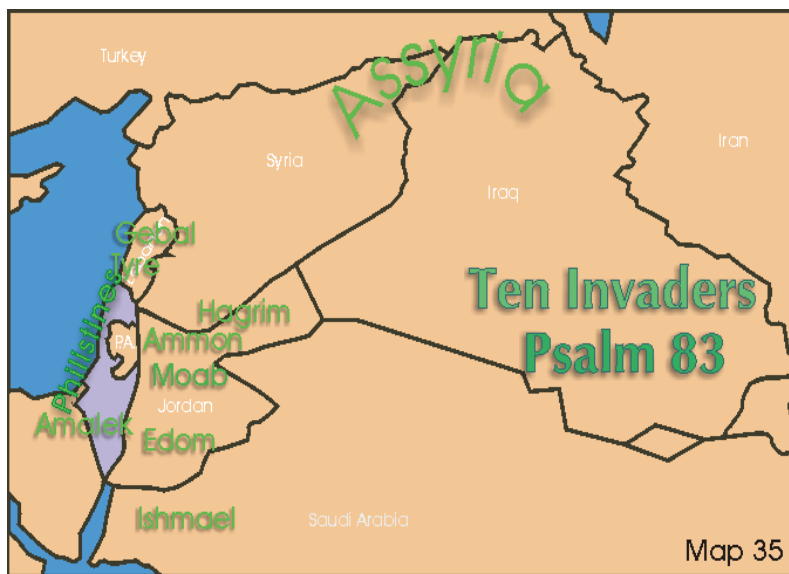 Turkey
Assyria
Iran
Syria
Iraq
Gebal
Tyre
Lebanon
Philistines
Hagrim
Ten Invaders
Psalm 83
P.A.
Ammon
Moab
Jordan
Amalek
Edom
Ishmael
Saudi Arabia
Map 35